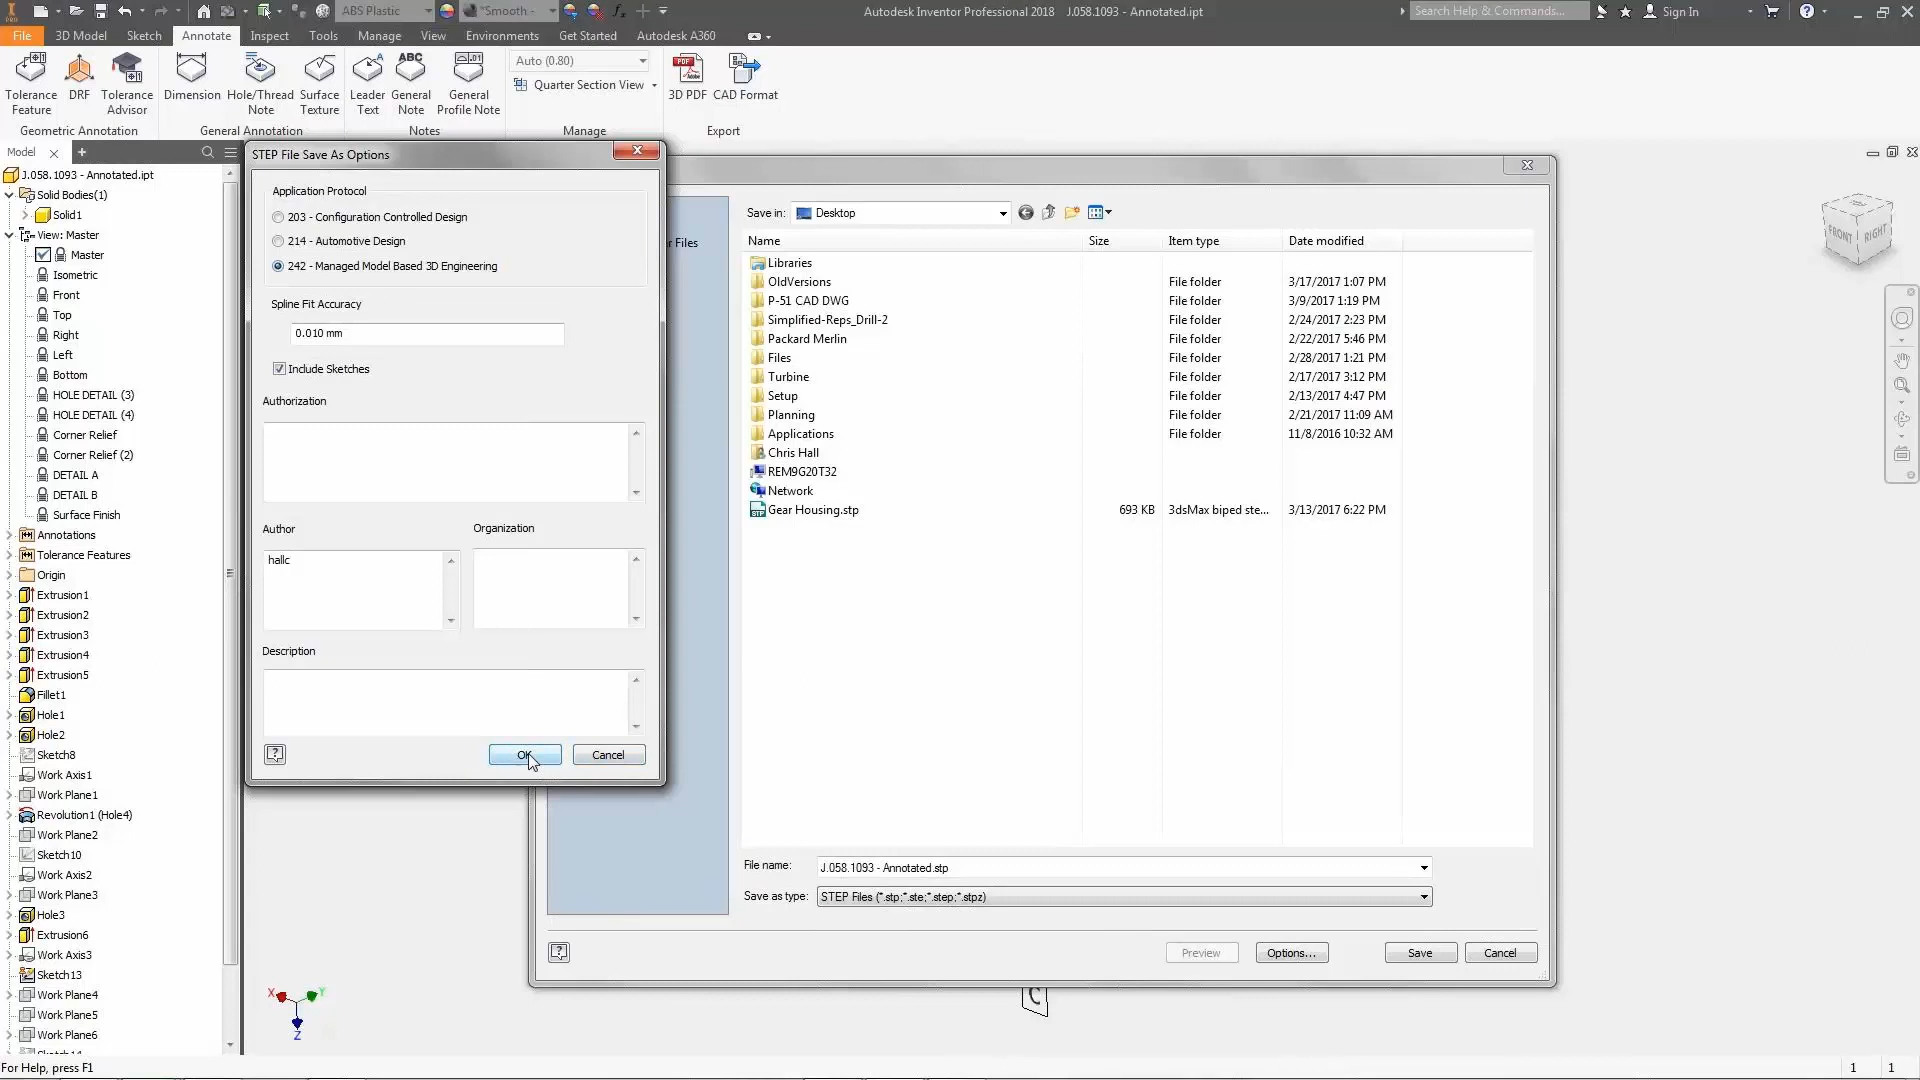 ABS Plastic
*Smooth -
Autodesk Inventor Professional 2018 J.058.1093 - Annotated.ipt
Search Help & Commands...
Sign In
PRO
File
3D Model
Sketch
Annotate
Inspect
Tools
Manage
View
Environments
Get Started
Autodesk A360
Tolerance
Feature
DRF
Tolerance
Advisor
Dimension
Hole/Thread
Note
Surface
Texture
Leader
Text
ABC
General
Note
General
Profile Note
Auto (0.80)
Quarter Section View
PDF
3D PDF
CAD Format
Geometric Annotation
General Annotation
Notes
Manage
Export
Model
J.058.1093 - Annotated.ipt
Solid Bodies(1)
Solid1
View: Master
Master
Isometric
Front
Top
Right
Left
Bottom
HOLE DETAIL (3)
HOLE DETAIL (4)
Corner Relief
Corner Relief (2)
DETAIL A
DETAIL B
Surface Finish
Annotations
Tolerance Features
Origin
Extrusion1
Extrusion2
Extrusion3
Extrusion4
Extrusion5
Fillet1
Hole1
Hole2
Sketch8
Work Axis1
Work Plane1
Revolution1 (Hole4)
Work Plane2
Sketch10
Work Axis2
Work Plane3
Hole3
Extrusion6
Work Axis3
Sketch13
Work Plane4
Work Plane5
Work Plane6
Sketch14
STEP File Save As Options
Application Protocol
203 - Configuration Controlled Design
214 - Automotive Design
242 - Managed Model Based 3D Engineering
Spline Fit Accuracy
0.010 mm
Include Sketches
Authorization
Author
Organization
hallc
Description
OK
Cancel
r Files
Save in: Desktop
Name Size Item type Date modified
Libraries
OldVersions File folder 3/17/2017 1:07 PM
P-51 CAD DWG File folder 3/9/2017 1:19 PM
Simplified-Reps_Drill-2 File folder 2/24/2017 2:23 PM
Packard Merlin File folder 2/22/2017 5:46 PM
Files File folder 2/28/2017 1:21 PM
Turbine File folder 2/17/2017 3:12 PM
Setup File folder 2/13/2017 4:47 PM
Planning File folder 2/21/2017 11:09 AM
Applications File folder 11/8/2016 10:32 AM
Chris Hall
REM9G20T32
Network
Gear Housing.stp 693 KB 3dsMax biped ste... 3/13/2017 6:22 PM
File name: J.058.1093 - Annotated.stp
Save as type: STEP Files (*.stp;*.ste;*.step;*.stpz)
Preview
Options...
Save
Cancel
FRONT
RIGHT
X
Y
Z
C
For Help, press F1
1 1